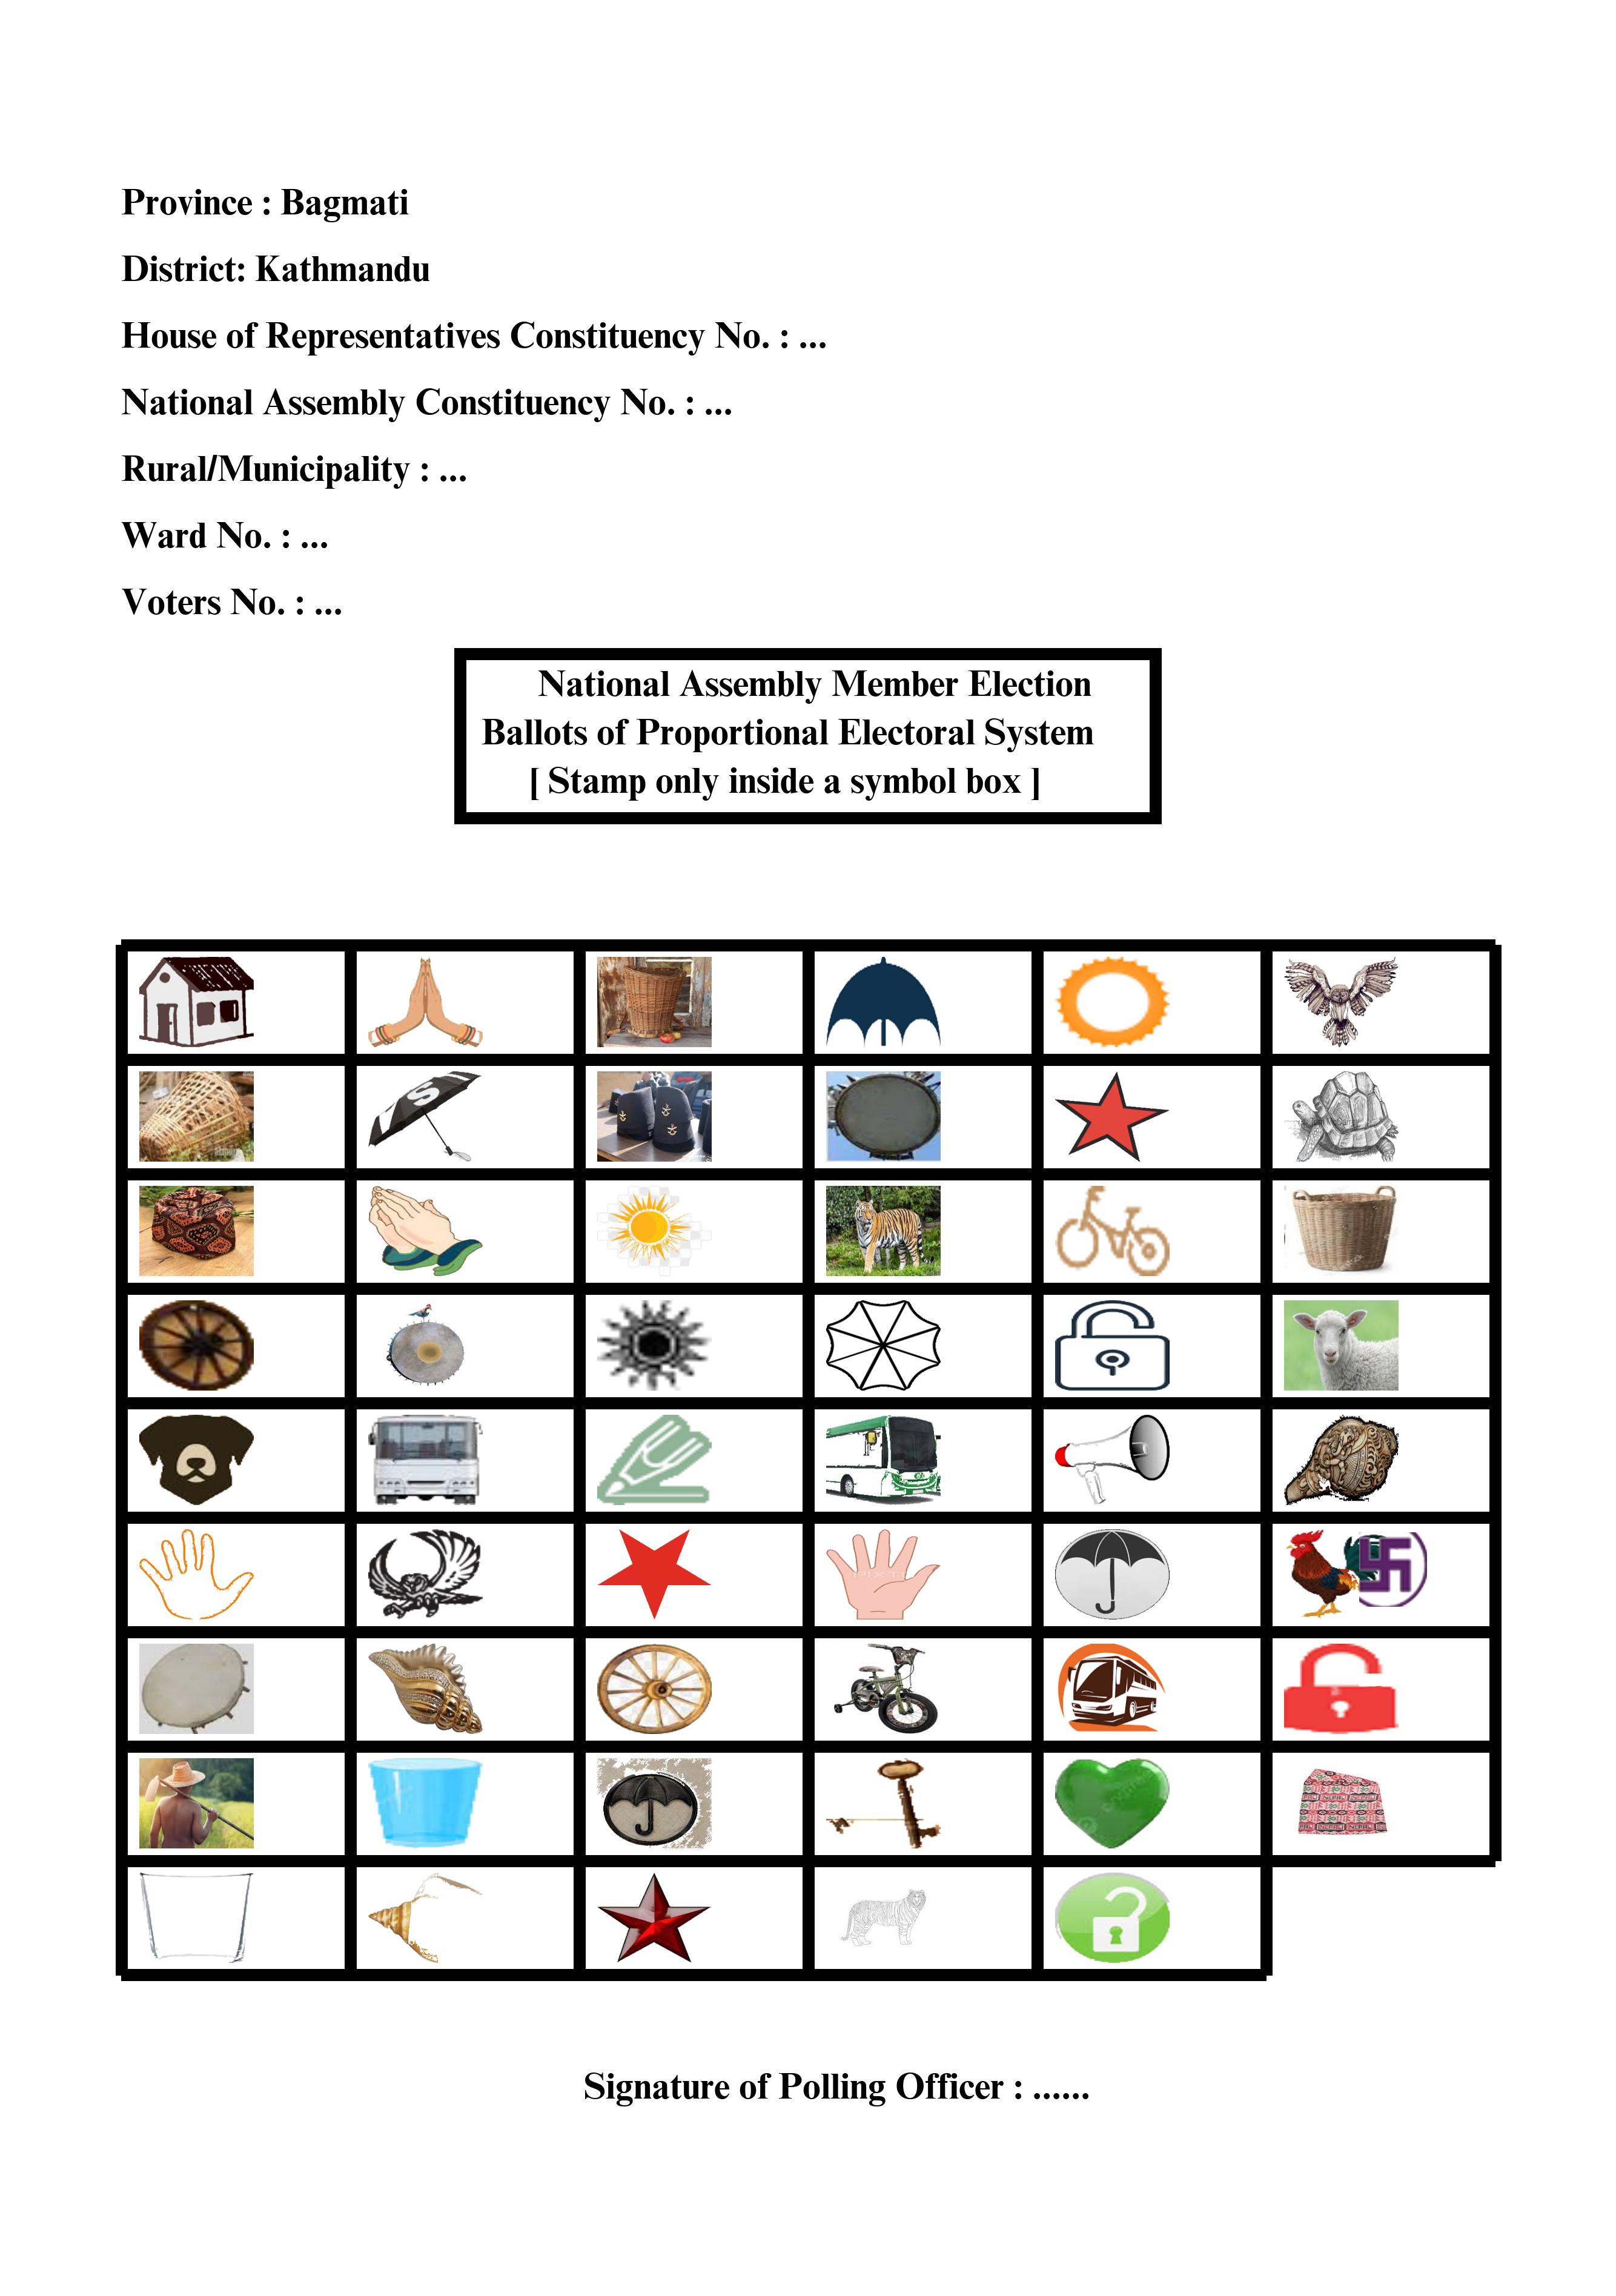 Province : Bagmati
District: Kathmandu
House of Representatives Constituency No. : ...
National Assembly Constituency No. : ...
Rural/Municipality : ...
Ward No. : ...
Voters No. : ...
National Assembly Member Election
Ballots of Proportional Electoral System
[ Stamp only inside a symbol box ]
Signature of Polling Officer : ......